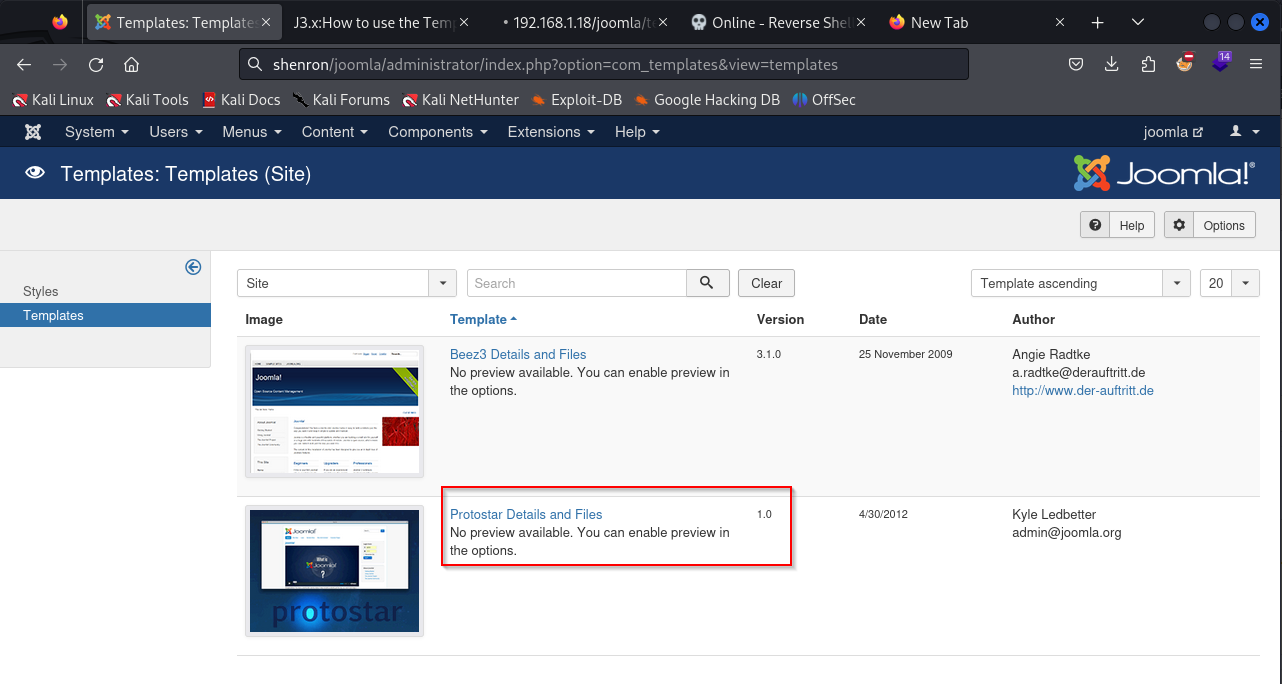 Templates: Templates
J3.x:How to use the Temp
• 192.168.1.18/joomla/te
Online - Reverse Shel
New Tab
shenron/joomla/administrator/index.php?option=com_templates&view=templates
14
Kali Linux Kali Tools Kali Docs Kali Forums Kali NetHunter Exploit-DB Google Hacking DB OffSec
System Users Menus Content Components Extensions Help joomla
Templates: Templates (Site) Joomla!®
Help Options
Styles
Templates
Site Search Clear Template ascending 20
Image Template Version Date Author
Joomla!
Beez3 Details and Files 3.1.0 25 November 2009 Angie Radtke
No preview available. You can enable preview in a.radtke@derauftritt.de
the options. http://www.der-auftritt.de
Protostar Details and Files 1.0 4/30/2012 Kyle Ledbetter
No preview available. You can enable preview in admin@joomla.org
the options.
Joomla!
protostar